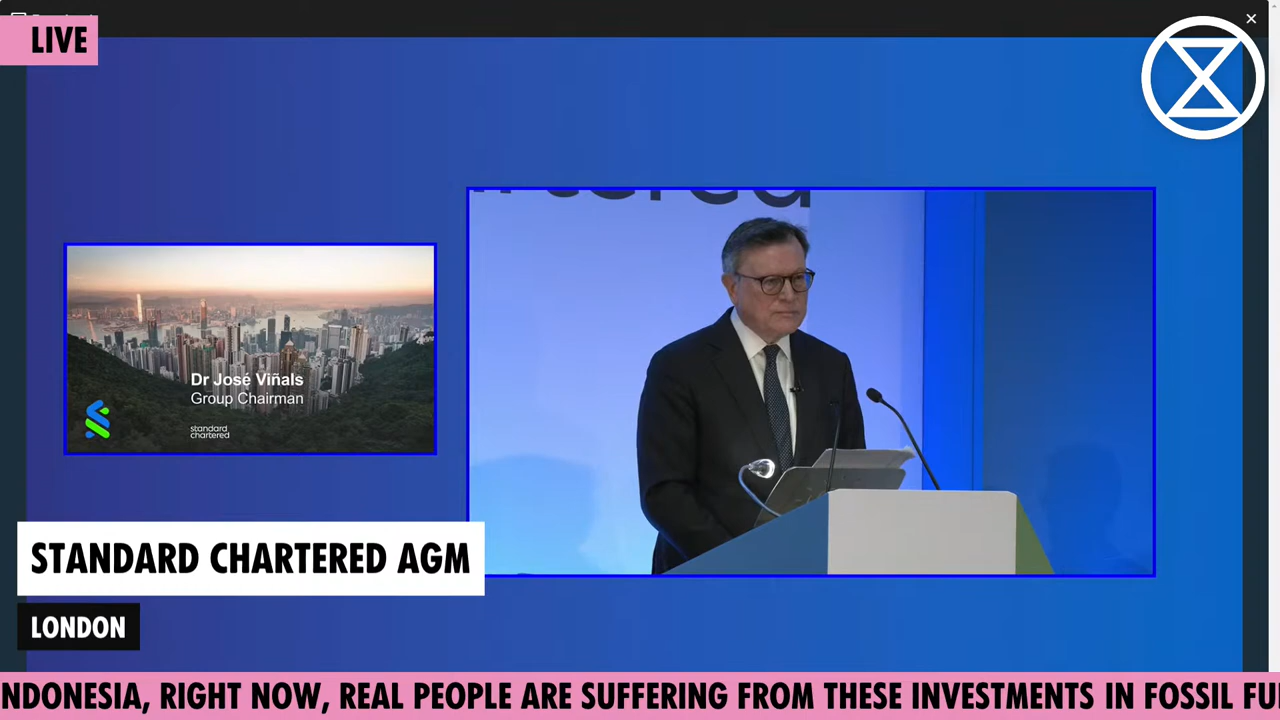 LIVE
tered
Dr José Viñals
Group Chairman
standard
chartered
STANDARD CHARTERED AGM
LONDON
NDONESIA, RIGHT NOW, REAL PEOPLE ARE SUFFERING FROM THESE INVESTMENTS IN FOSSIL FU